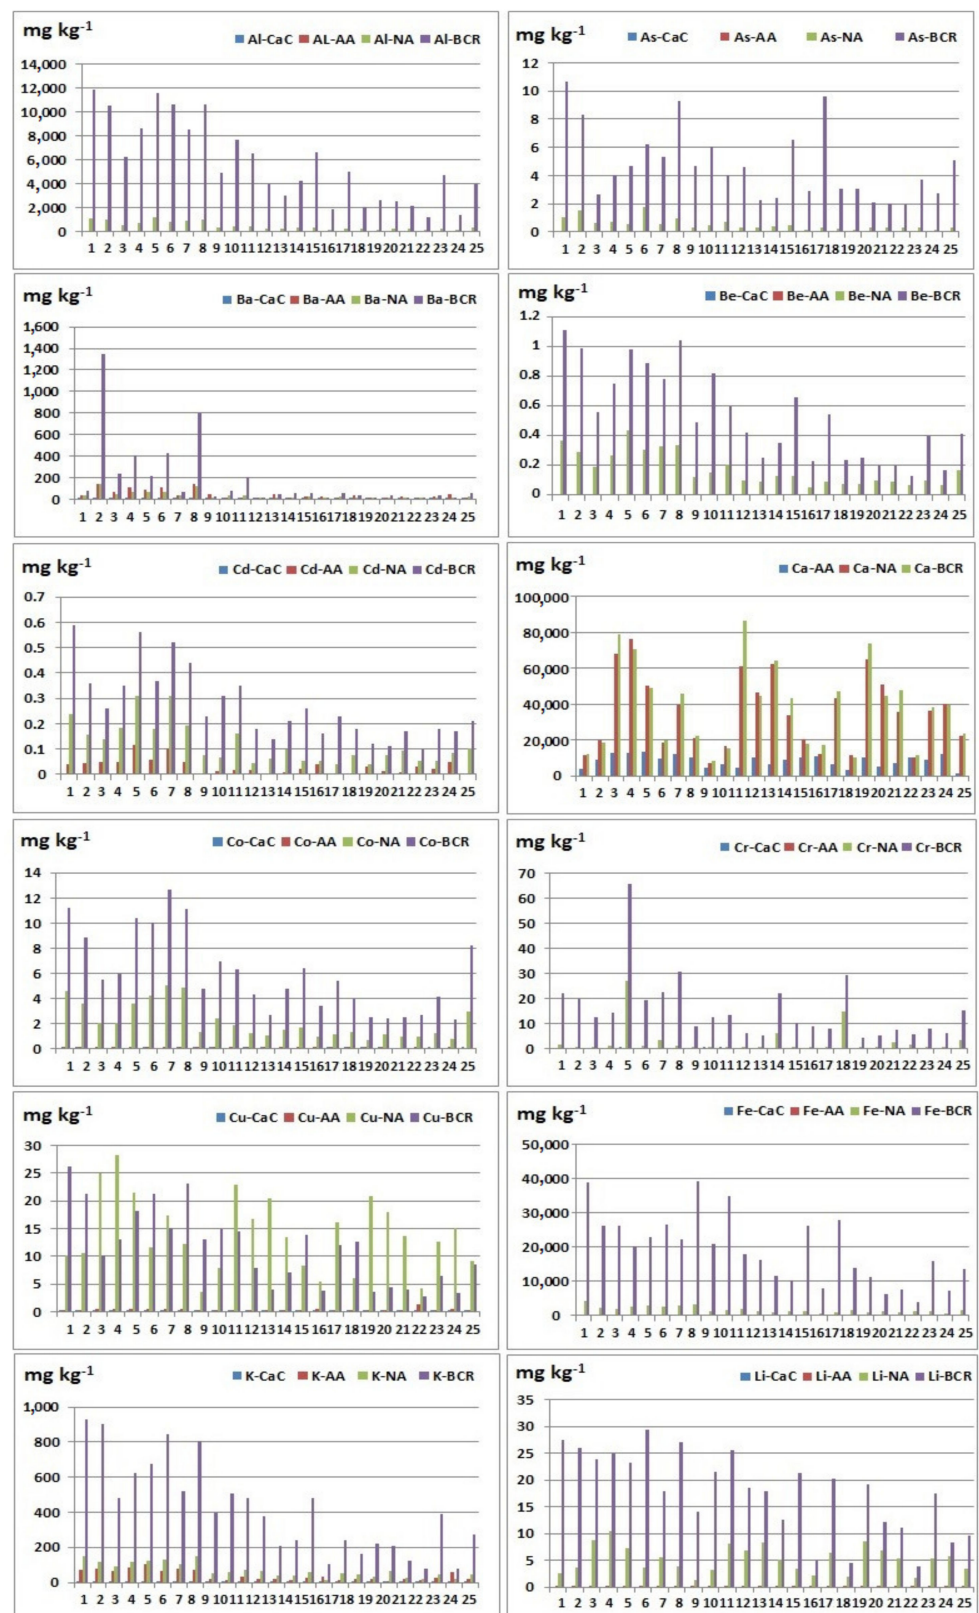 mg kg-1
Al-CaC AL-AA Al-NA Al-BCR
14,000
12,000
10,000
8,000
6,000
4,000
2,000
0
1 2 3 4 5 6 7 8 9 10 11 12 13 14 15 16 17 18 19 20 21 22 23 24 25
mg kg-1
As-CaC As-AA As-NA As-BCR
12
10
8
6
4
2
0
1 2 3 4 5 6 7 8 9 10 11 12 13 14 15 16 17 18 19 20 21 22 23 24 25
mg kg-1
Ba-CaC Ba-AA Ba-NA Ba-BCR
1,600
1,400
1,200
1,000
800
600
400
200
0
1 2 3 4 5 6 7 8 9 10 11 12 13 14 15 16 17 18 19 20 21 22 23 24 25
mg kg-1
Be-CaC Be-AA Be-NA Be-BCR
1.2
1
0.8
0.6
0.4
0.2
0
1 2 3 4 5 6 7 8 9 10 11 12 13 14 15 16 17 18 19 20 21 22 23 24 25
mg kg-1
Cd-CaC Cd-AA Cd-NA Cd-BCR
0.7
0.6
0.5
0.4
0.3
0.2
0.1
0
1 2 3 4 5 6 7 8 9 10 11 12 13 14 15 16 17 18 19 20 21 22 23 24 25
mg kg-1
Ca-AA Ca-NA Ca-BCR
100,000
80,000
60,000
40,000
20,000
0
1 2 3 4 5 6 7 8 9 10 11 12 13 14 15 16 17 18 19 20 21 22 23 24 25
mg kg-1
Co-CaC Co-AA Co-NA Co-BCR
14
12
10
8
6
4
2
0
1 2 3 4 5 6 7 8 9 10 11 12 13 14 15 16 17 18 19 20 21 22 23 24 25
mg kg-1
Cr-CaC Cr-AA Cr-NA Cr-BCR
70
60
50
40
30
20
10
0
1 2 3 4 5 6 7 8 9 10 11 12 13 14 15 16 17 18 19 20 21 22 23 24 25
mg kg-1
Cu-CaC Cu-AA Cu-NA Cu-BCR
30
25
20
15
10
5
0
1 2 3 4 5 6 7 8 9 10 11 12 13 14 15 16 17 18 19 20 21 22 23 24 25
mg kg-1
Fe-CaC Fe-AA Fe-NA Fe-BCR
50,000
40,000
30,000
20,000
10,000
0
1 2 3 4 5 6 7 8 9 10 11 12 13 14 15 16 17 18 19 20 21 22 23 24 25
mg kg-1
K-CaC K-AA K-NA K-BCR
1,000
800
600
400
200
0
1 2 3 4 5 6 7 8 9 10 11 12 13 14 15 16 17 18 19 20 21 22 23 24 25
mg kg-1
Li-CaC Li-AA Li-NA Li-BCR
35
30
25
20
15
10
5
0
1 2 3 4 5 6 7 8 9 10 11 12 13 14 15 16 17 18 19 20 21 22 23 24 25